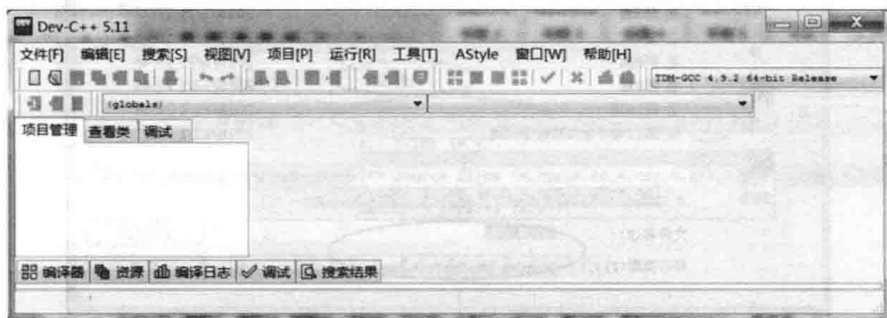 Dev-C++ 5.11
文件[F] 编辑[E] 搜索[S] 视图[V] 项目[P] 运行[R] 工具[T] AStyle 窗口[W] 帮助[H]
TDM-GCC 4.9.2 64-bit Release
(globals)
项目管理 查看类 调试
编译器 资源 编译日志 调试 搜索结果